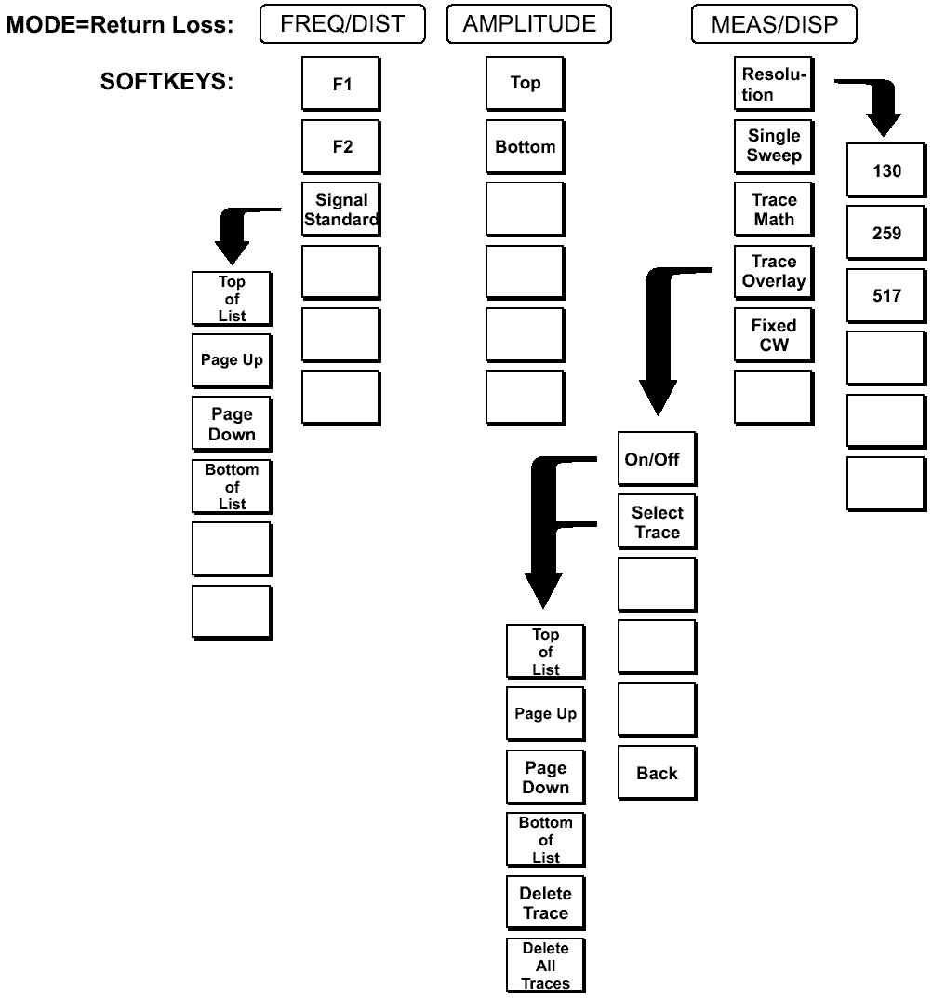 MODE=Return Loss:
FREQ/DIST
AMPLITUDE
MEAS/DISP
SOFTKEYS:
F1
F2
Signal
Standard
Top
of
List
Page Up
Page
Down
Bottom
of
List
Top
Bottom
Resolu-
tion
Single
Sweep
Trace
Math
Trace
Overlay
Fixed
CW
130
259
517
On/Off
Select
Trace
Back
Top
of
List
Page Up
Page
Down
Bottom
of
List
Delete
Trace
Delete
All
Traces